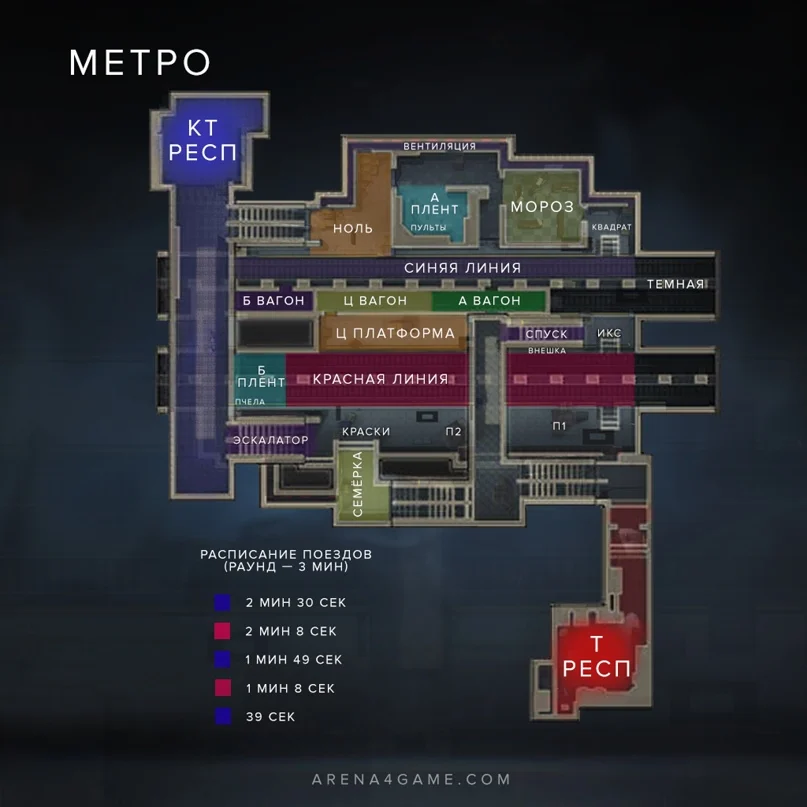 МЕТРО
КТ
РЕСП
ВЕНТИЛЯЦИЯ
А
ПЛЕНТ
ПУЛЬТЫ
МОРОЗ
НОЛЬ
КВАДРАТ
СИНЯЯ ЛИНИЯ
ТЕМНАЯ
Б ВАГОН
Ц ВАГОН
А ВАГОН
Ц ПЛАТФОРМА
СПУСК
ИКС
ВНЕШКА
Б
ПЛЕНТ
КРАСНАЯ ЛИНИЯ
ПЧЕЛА
ЭСКАЛАТОР
КРАСКИ
П2
П1
СЕМЁРКА
РАСПИСАНИЕ ПОЕЗДОВ
(РАУНД — 3 МИН)
2 МИН 30 СЕК
2 МИН 8 СЕК
1 МИН 49 СЕК
1 МИН 8 СЕК
39 СЕК
Т
РЕСП
ARENA4GAME.COM